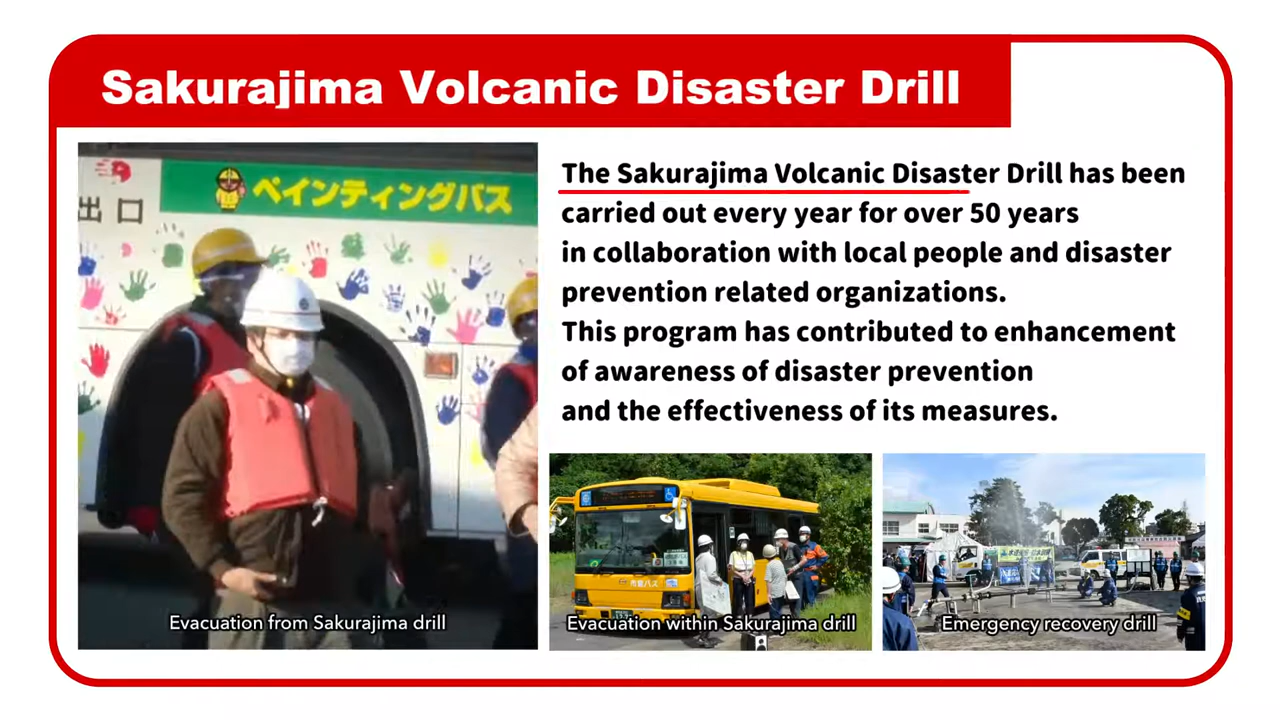 Sakurajima Volcanic Disaster Drill
ペインティングバス
出口
The Sakurajima Volcanic Disaster Drill has been
carried out every year for over 50 years
in collaboration with local people and disaster
prevention related organizations.
This program has contributed to enhancement
of awareness of disaster prevention
and the effectiveness of its measures.
Evacuation from Sakurajima drill
Evacuation within Sakurajima drill
Emergency recovery drill